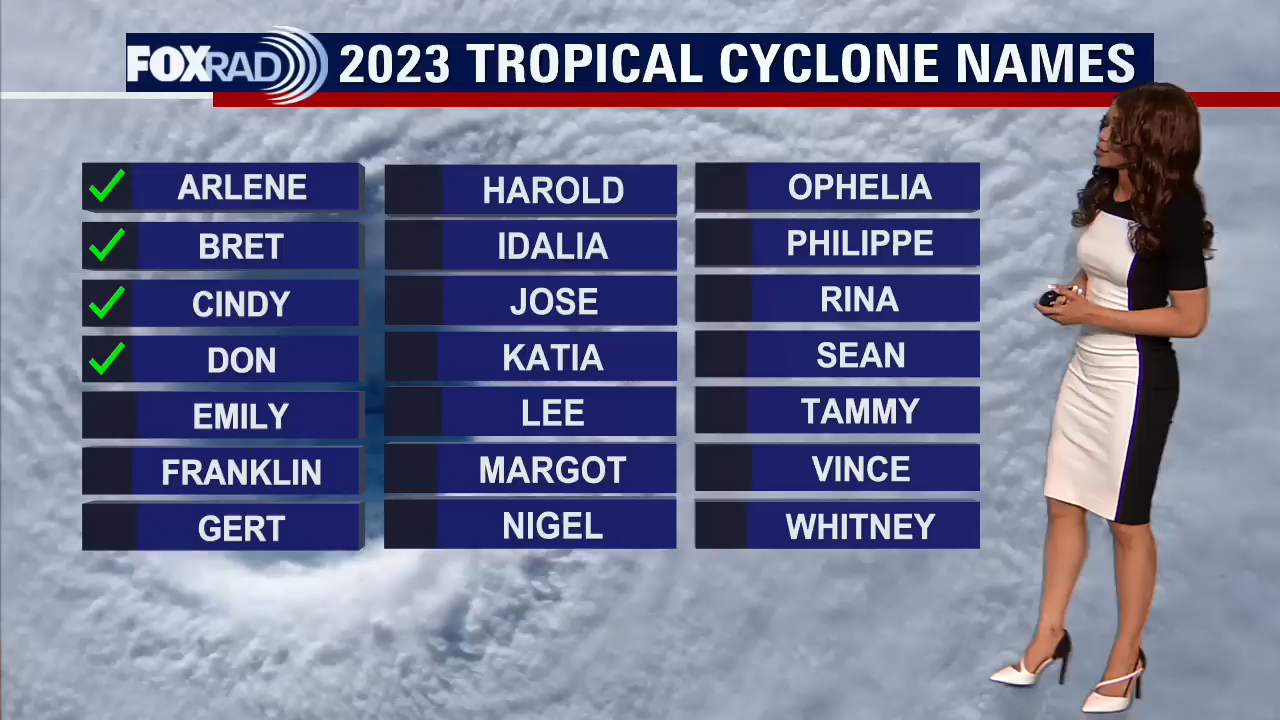 FOXRAD 2023 TROPICAL CYCLONE NAMES
ARLENE
BRET
CINDY
DON
EMILY
FRANKLIN
GERT
HAROLD
IDALIA
JOSE
KATIA
LEE
MARGOT
NIGEL
OPHELIA
PHILIPPE
RINA
SEAN
TAMMY
VINCE
WHITNEY